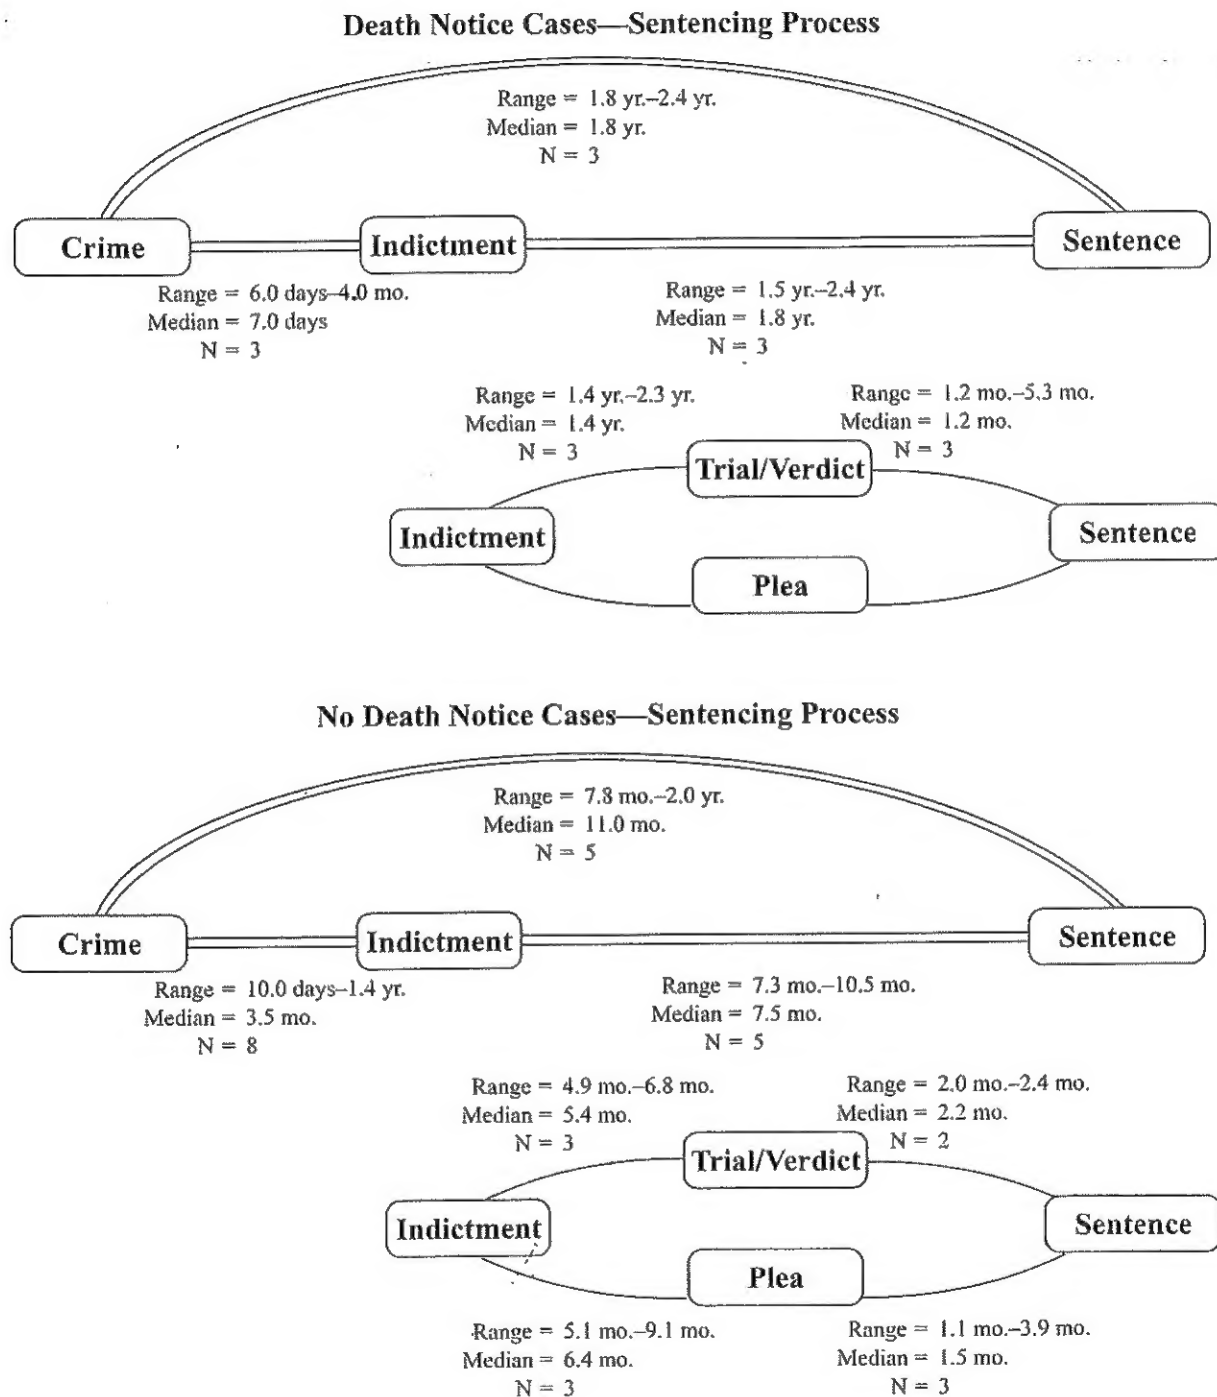 Death Notice Cases—Sentencing Process
Range = 1.8 yr.–2.4 yr.
Median = 1.8 yr.
N = 3
Crime
Indictment
Sentence
Range = 6.0 days–4.0 mo.
Median = 7.0 days
N = 3
Range = 1.5 yr.–2.4 yr.
Median = 1.8 yr.
N = 3
Range = 1.4 yr.–2.3 yr.
Median = 1.4 yr.
N = 3
Range = 1.2 mo.–5.3 mo.
Median = 1.2 mo.
N = 3
Trial/Verdict
Indictment
Sentence
Plea
No Death Notice Cases—Sentencing Process
Range = 7.8 mo.–2.0 yr.
Median = 11.0 mo.
N = 5
Crime
Indictment
Sentence
Range = 10.0 days–1.4 yr.
Median = 3.5 mo.
N = 8
Range = 7.3 mo.–10.5 mo.
Median = 7.5 mo.
N = 5
Range = 4.9 mo.–6.8 mo.
Median = 5.4 mo.
N = 3
Range = 2.0 mo.–2.4 mo.
Median = 2.2 mo.
N = 2
Trial/Verdict
Indictment
Sentence
Plea
Range = 5.1 mo.–9.1 mo.
Median = 6.4 mo.
N = 3
Range = 1.1 mo.–3.9 mo.
Median = 1.5 mo.
N = 3